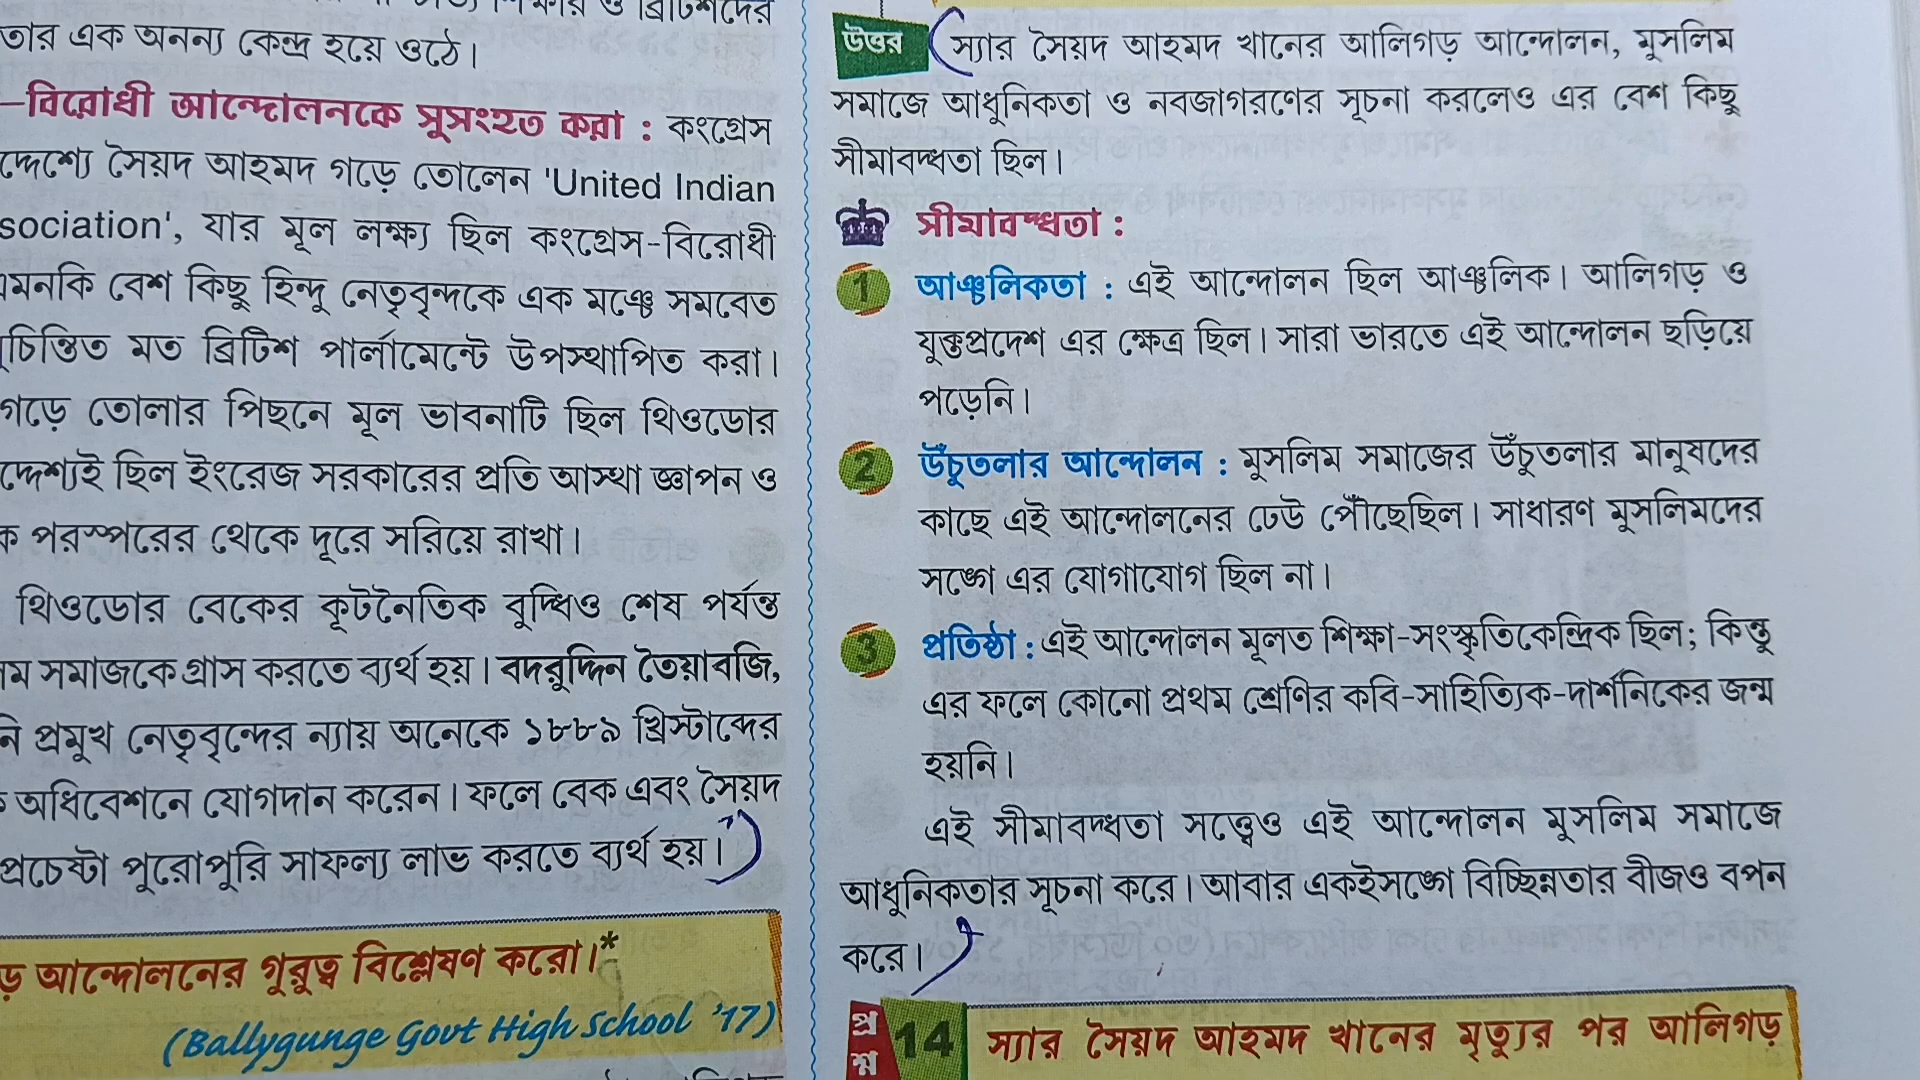 তার এক অনন্য কেন্দ্র হয়ে ওঠে।
–বিরোধী আন্দোলনকে সুসংহত করা : কংগ্রেস
দ্দেশ্যে সৈয়দ আহমদ গড়ে তোলেন 'United Indian
sociation', যার মূল লক্ষ্য ছিল কংগ্রেস-বিরোধী
মনকি বেশ কিছু হিন্দু নেতৃবৃন্দকে এক মঞ্চে সমবেত
চিন্তিত মত ব্রিটিশ পার্লামেন্টে উপস্থাপিত করা।
গড়ে তোলার পিছনে মূল ভাবনাটি ছিল থিওডোর
দ্দেশ্যই ছিল ইংরেজ সরকারের প্রতি আস্থা জ্ঞাপন ও
ক পরস্পরের থেকে দূরে সরিয়ে রাখা।
থিওডোর বেকের কূটনৈতিক বুদ্ধিও শেষ পর্যন্ত
ম সমাজকে গ্রাস করতে ব্যর্থ হয়। বদরুদ্দিন তৈয়াবজি,
নি প্রমুখ নেতৃবৃন্দের ন্যায় অনেকে ১৮৮৯ খ্রিস্টাব্দের
অধিবেশনে যোগদান করেন। ফলে বেক এবং সৈয়দ
প্রচেষ্টা পুরোপুরি সাফল্য লাভ করতে ব্যর্থ হয়।
ড় আন্দোলনের গুরুত্ব বিশ্লেষণ করো।*
(Ballygunge Govt High School '17)
উত্তর স্যার সৈয়দ আহমদ খানের আলিগড় আন্দোলন, মুসলিম
সমাজে আধুনিকতা ও নবজাগরণের সূচনা করলেও এর বেশ কিছু
সীমাবদ্ধতা ছিল।
সীমাবদ্ধতা :
1 আঞ্চলিকতা : এই আন্দোলন ছিল আঞ্চলিক। আলিগড় ও
যুক্তপ্রদেশ এর ক্ষেত্র ছিল। সারা ভারতে এই আন্দোলন ছড়িয়ে
পড়েনি।
2 উঁচুতলার আন্দোলন : মুসলিম সমাজের উঁচুতলার মানুষদের
কাছে এই আন্দোলনের ঢেউ পৌঁছেছিল। সাধারণ মুসলিমদের
সঙ্গে এর যোগাযোগ ছিল না।
3 প্রতিষ্ঠা : এই আন্দোলন মূলত শিক্ষা-সংস্কৃতিকেন্দ্রিক ছিল; কিন্তু
এর ফলে কোনো প্রথম শ্রেণির কবি-সাহিত্যিক-দার্শনিকের জন্ম
হয়নি।
এই সীমাবদ্ধতা সত্ত্বেও এই আন্দোলন মুসলিম সমাজে
আধুনিকতার সূচনা করে। আবার একইসঙ্গে বিচ্ছিন্নতার বীজও বপন
করে।
প্রশ্ন 14 স্যার সৈয়দ আহমদ খানের মৃত্যুর পর আলিগড়